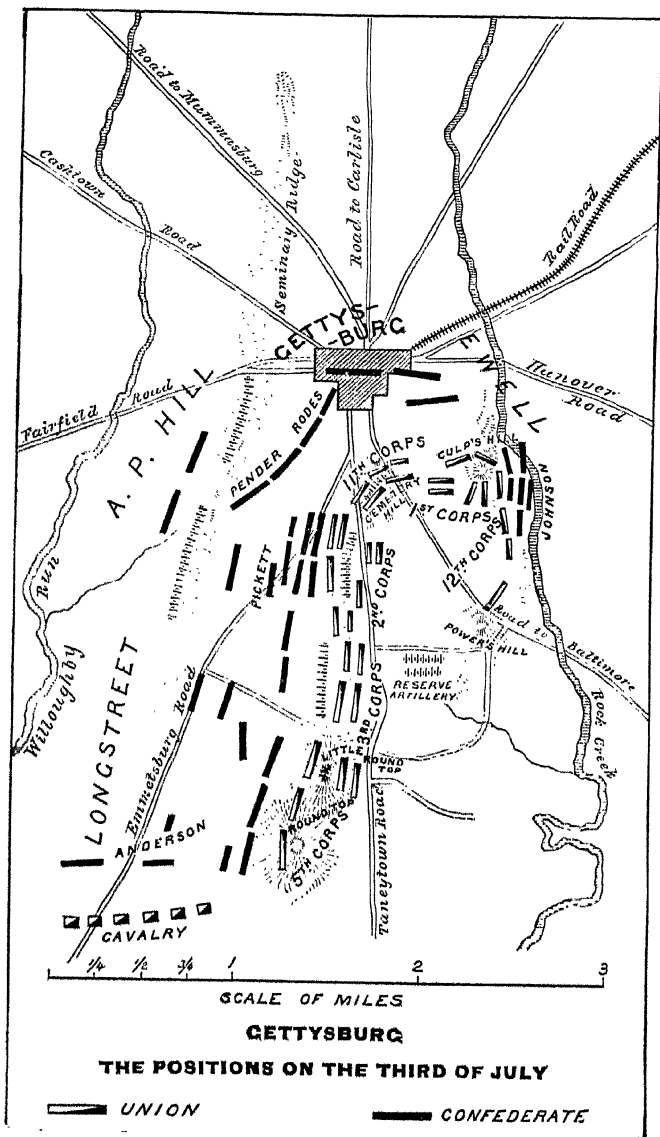 Road to Mummasburg
Cashtown Road
Seminary Ridge
Road to Carlisle
Rail Road
GETTYS-
-BURG
EWELL
Hanover Road
Fairfield Road
A. P. HILL
PENDER RODES
11TH CORPS
CULP'S HILL
CEMETERY HILL
1ST CORPS
JOHNSON
12TH CORPS
PICKETT
2ND CORPS
Run
Willoughby
Road to Baltimore
POWERS HILL
RESERVE
ARTILLERY
LONGSTREET
Emmetsburg Road
3RD CORPS
LITTLE ROUND TOP
Rock Creek
ROUND TOP
5TH CORPS
Taneytown Road
ANDERSON
CAVALRY
1/4 1/2 3/4 1 2 3
SCALE OF MILES
GETTYSBURG
THE POSITIONS ON THE THIRD OF JULY
UNION CONFEDERATE